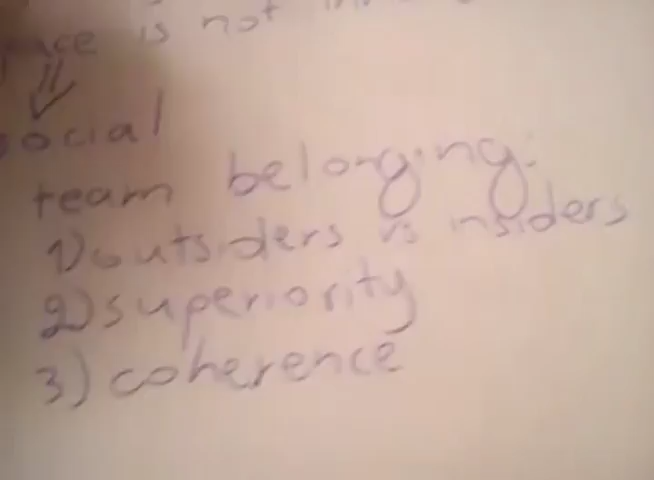 is not
social
team belonging:
1) outsiders vs insiders
2) superiority
3) coherence